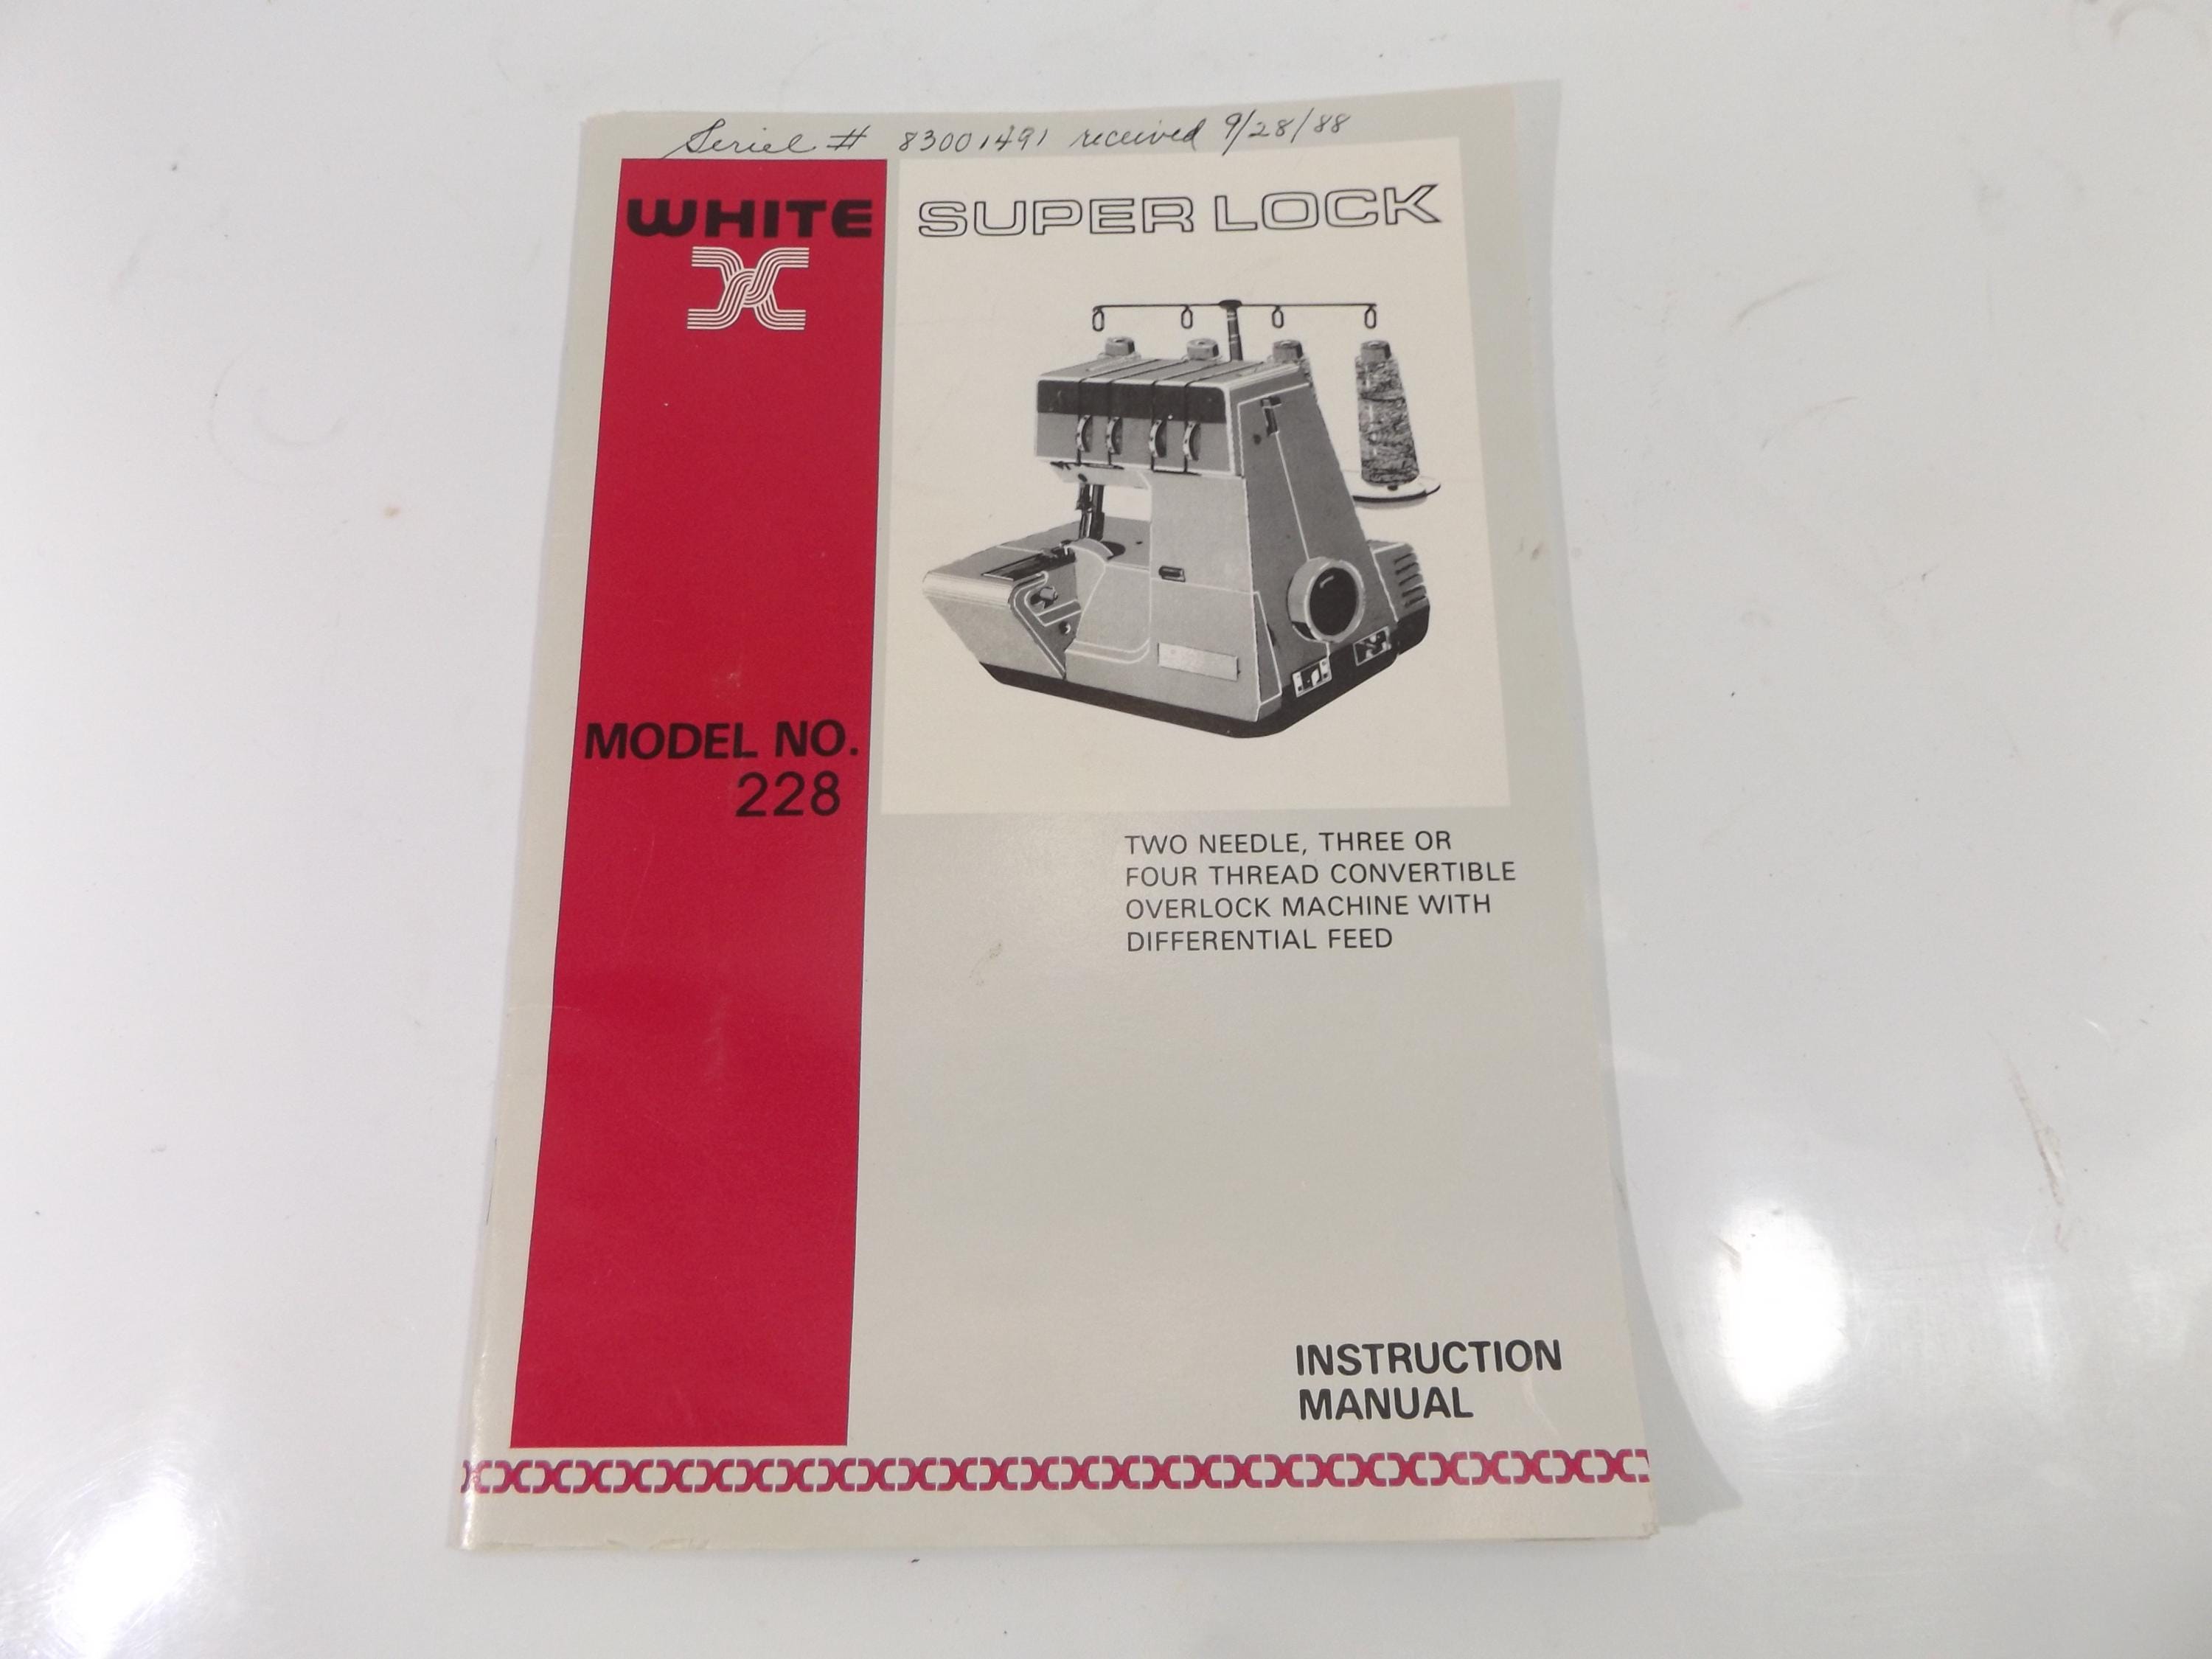 Seriel # 83001491 received 9/28/88
WHITE
SUPER LOCK
MODEL NO.
228
TWO NEEDLE, THREE OR
FOUR THREAD CONVERTIBLE
OVERLOCK MACHINE WITH
DIFFERENTIAL FEED
INSTRUCTION
MANUAL